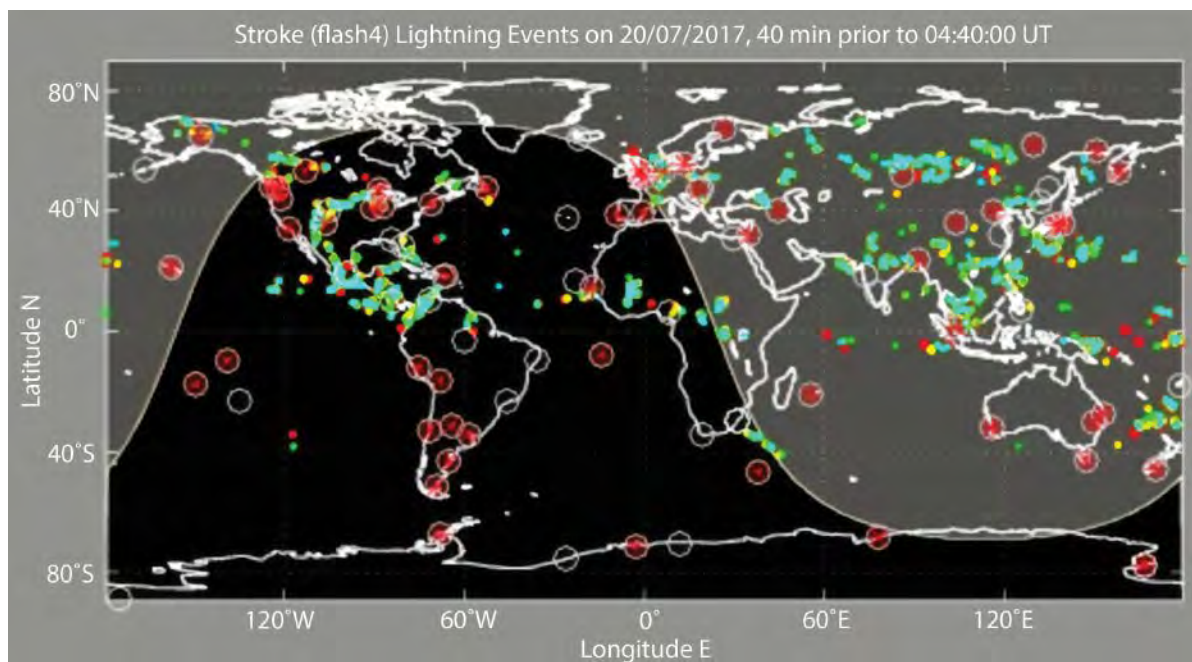 Stroke (flash4) Lightning Events on 20/07/2017, 40 min prior to 04:40:00 UT
80°N
40°N
0°
40°S
80°S
Latitude N
120°W
60°W
0°
60°E
120°E
Longitude E